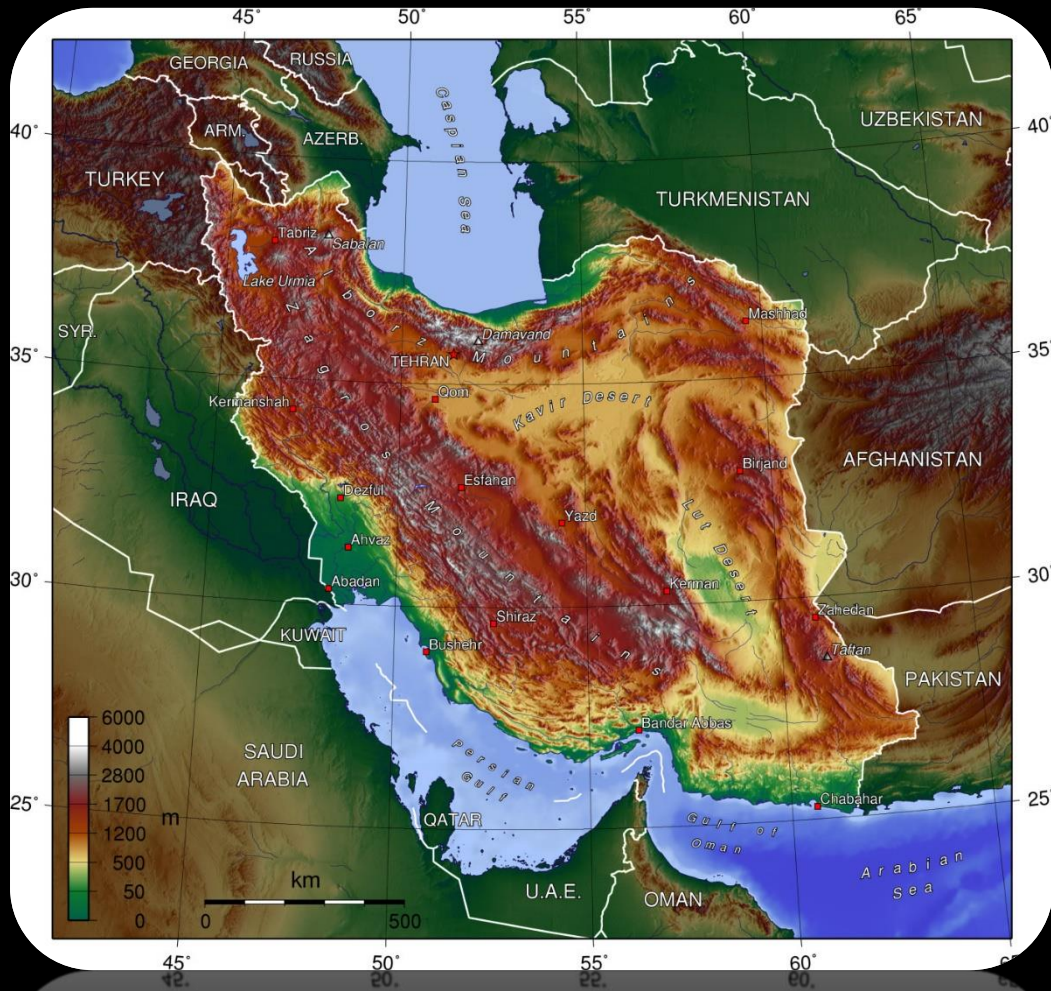 45° 50° 55° 60° 65°
GEORGIA RUSSIA
Caspian Sea
UZBEKISTAN
40° 40°
ARM. AZERB.
TURKEY
TURKMENISTAN
Tabriz
Sabalan
Lake Urmia
Alborz Mountains
Mashhad
SYR.
Damavand
35° TEHRAN 35°
Zagros Mountains
Qom
Kavir Desert
Kermanshah
Birjand
AFGHANISTAN
Esfahan
Dezful
IRAQ
Yazd
Lut Desert
Ahvaz
30° Abadan Kerman 30°
Zahedan
Shiraz
KUWAIT
Bushehr
Taftan
PAKISTAN
Bandar Abbas
6000
4000
2800
1700
1200
500
50
0
m
SAUDI
ARABIA
Persian
Gulf
25° 25°
Chabahar
QATAR
Gulf of
Oman
Arabian
Sea
km
0 500
U.A.E.
OMAN
45° 50° 55° 60°